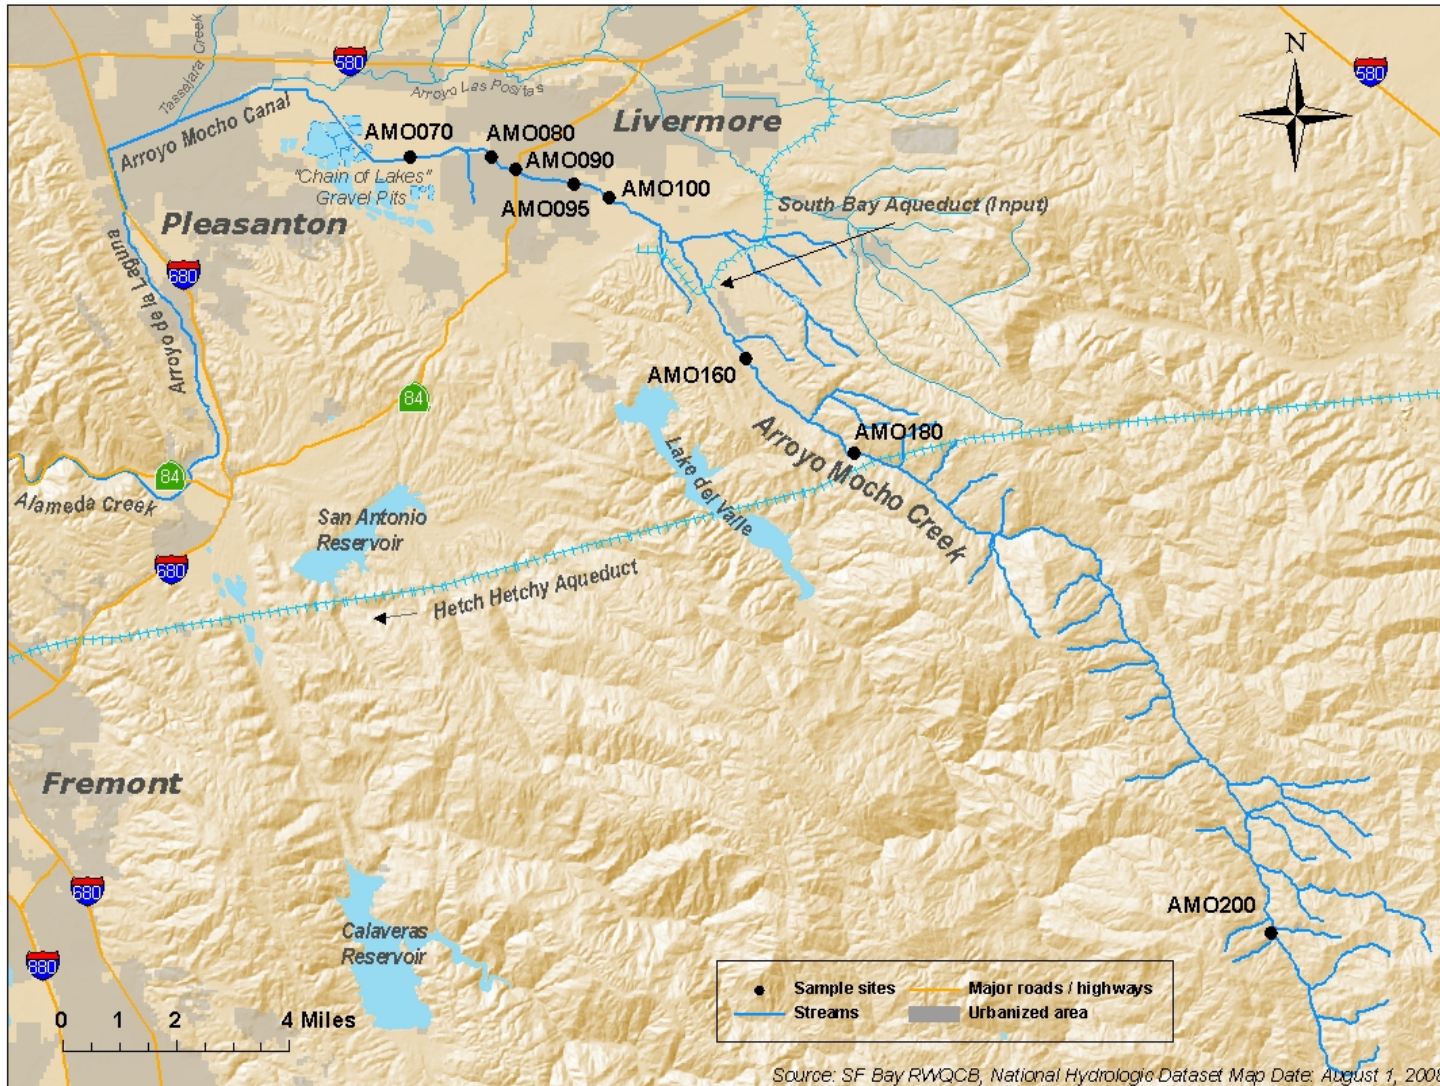 N
580
580
Tassajara Creek
Arroyo Las Positas
Arroyo Mocho Canal
Livermore
AMO070
AMO080
AMO090
AMO095
AMO100
"Chain of Lakes"
Gravel Pits
South Bay Aqueduct (Input)
Pleasanton
680
Arroyo de la Laguna
AMO160
84
AMO180
Arroyo Mocho Creek
Lake del Valle
84
Alameda Creek
San Antonio
Reservoir
680
Hetch Hetchy Aqueduct
Fremont
680
880
Calaveras
Reservoir
AMO200
0 1 2 4 Miles
Sample sites
Major roads / highways
Streams
Urbanized area
Source: SF Bay RWQCB, National Hydrologic Dataset Map Date: August 1, 2008